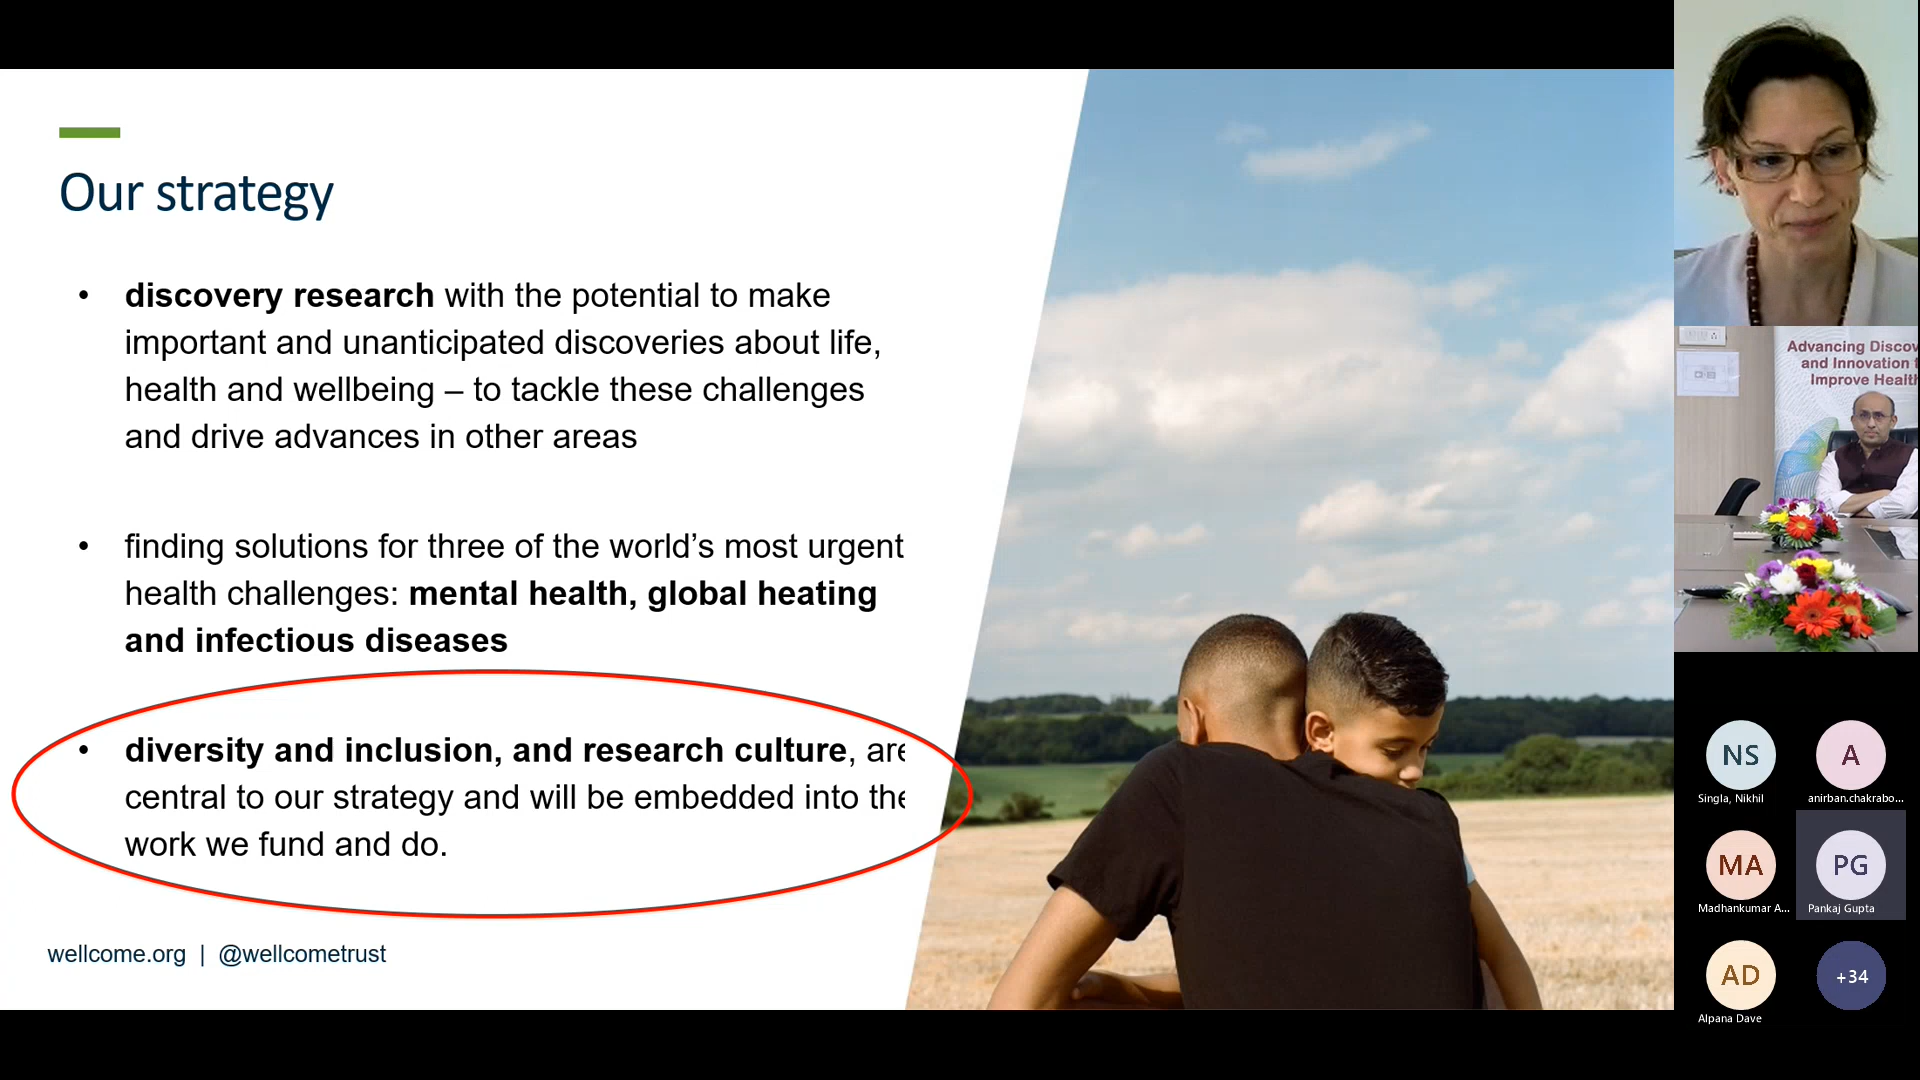 Our strategy
• discovery research with the potential to make
important and unanticipated discoveries about life,
health and wellbeing – to tackle these challenges
and drive advances in other areas
• finding solutions for three of the world’s most urgent
health challenges: mental health, global heating
and infectious diseases
• diversity and inclusion, and research culture, are
central to our strategy and will be embedded into the
work we fund and do.
wellcome.org | @wellcometrust
Advancing Discov
and Innovation f
Improve Health
NS
Singla, Nikhil
A
anirban.chakrabo...
MA
Madhankumar A...
PG
Pankaj Gupta
AD
Alpana Dave
+34